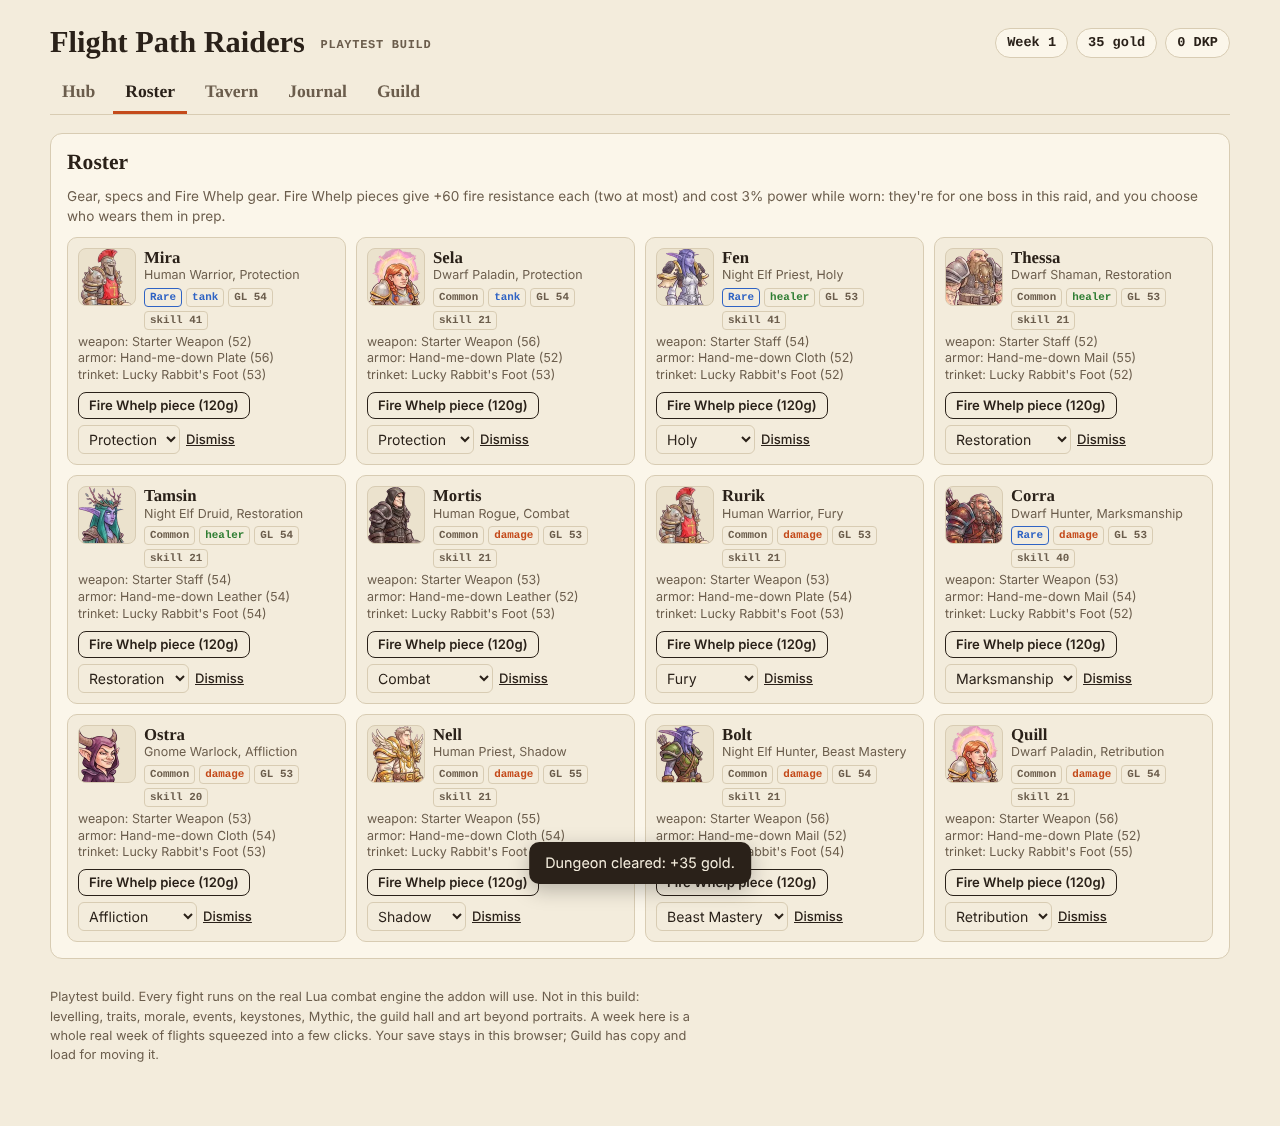 Flight Path Raiders PLAYTEST BUILD
Week 1 35 gold 0 DKP
Hub Roster Tavern Journal Guild
Roster
Gear, specs and Fire Whelp gear. Fire Whelp pieces give +60 fire resistance each (two at most) and cost 3% power while worn: they're for one boss in this raid, and you choose
who wears them in prep.
Mira
Human Warrior, Protection
Rare tank GL 54
skill 41
weapon: Starter Weapon (52)
armor: Hand-me-down Plate (56)
trinket: Lucky Rabbit's Foot (53)
Fire Whelp piece (120g)
Protection Dismiss
Sela
Dwarf Paladin, Protection
Common tank GL 54
skill 21
weapon: Starter Weapon (56)
armor: Hand-me-down Plate (52)
trinket: Lucky Rabbit's Foot (53)
Fire Whelp piece (120g)
Protection Dismiss
Fen
Night Elf Priest, Holy
Rare healer GL 53
skill 41
weapon: Starter Staff (54)
armor: Hand-me-down Cloth (52)
trinket: Lucky Rabbit's Foot (52)
Fire Whelp piece (120g)
Holy Dismiss
Thessa
Dwarf Shaman, Restoration
Common healer GL 53
skill 21
weapon: Starter Staff (52)
armor: Hand-me-down Mail (55)
trinket: Lucky Rabbit's Foot (52)
Fire Whelp piece (120g)
Restoration Dismiss
Tamsin
Night Elf Druid, Restoration
Common healer GL 54
skill 21
weapon: Starter Staff (54)
armor: Hand-me-down Leather (54)
trinket: Lucky Rabbit's Foot (54)
Fire Whelp piece (120g)
Restoration Dismiss
Mortis
Human Rogue, Combat
Common damage GL 53
skill 21
weapon: Starter Weapon (53)
armor: Hand-me-down Leather (52)
trinket: Lucky Rabbit's Foot (53)
Fire Whelp piece (120g)
Combat Dismiss
Rurik
Human Warrior, Fury
Common damage GL 53
skill 21
weapon: Starter Weapon (53)
armor: Hand-me-down Plate (54)
trinket: Lucky Rabbit's Foot (53)
Fire Whelp piece (120g)
Fury Dismiss
Corra
Dwarf Hunter, Marksmanship
Rare damage GL 53
skill 40
weapon: Starter Weapon (53)
armor: Hand-me-down Mail (54)
trinket: Lucky Rabbit's Foot (52)
Fire Whelp piece (120g)
Marksmanship Dismiss
Ostra
Gnome Warlock, Affliction
Common damage GL 53
skill 20
weapon: Starter Weapon (53)
armor: Hand-me-down Cloth (54)
trinket: Lucky Rabbit's Foot (53)
Fire Whelp piece (120g)
Affliction Dismiss
Nell
Human Priest, Shadow
Common damage GL 55
skill 21
weapon: Starter Weapon (55)
armor: Hand-me-down Cloth (54)
trinket: Lucky Rabbit's Foot
Fire Whelp piece (120g)
Shadow Dismiss
Bolt
Night Elf Hunter, Beast Mastery
Common damage GL 54
skill 21
weapon: Starter Weapon (56)
armor: Hand-me-down Mail (52)
Foot (54)
Fire Whelp piece (120g)
Beast Mastery Dismiss
Quill
Dwarf Paladin, Retribution
Common damage GL 54
skill 21
weapon: Starter Weapon (56)
armor: Hand-me-down Plate (52)
trinket: Lucky Rabbit's Foot (55)
Fire Whelp piece (120g)
Retribution Dismiss
Dungeon cleared: +35 gold.
Playtest build. Every fight runs on the real Lua combat engine the addon will use. Not in this build:
levelling, traits, morale, events, keystones, Mythic, the guild hall and art beyond portraits. A week here is a
whole real week of flights squeezed into a few clicks. Your save stays in this browser; Guild has copy and
load for moving it.